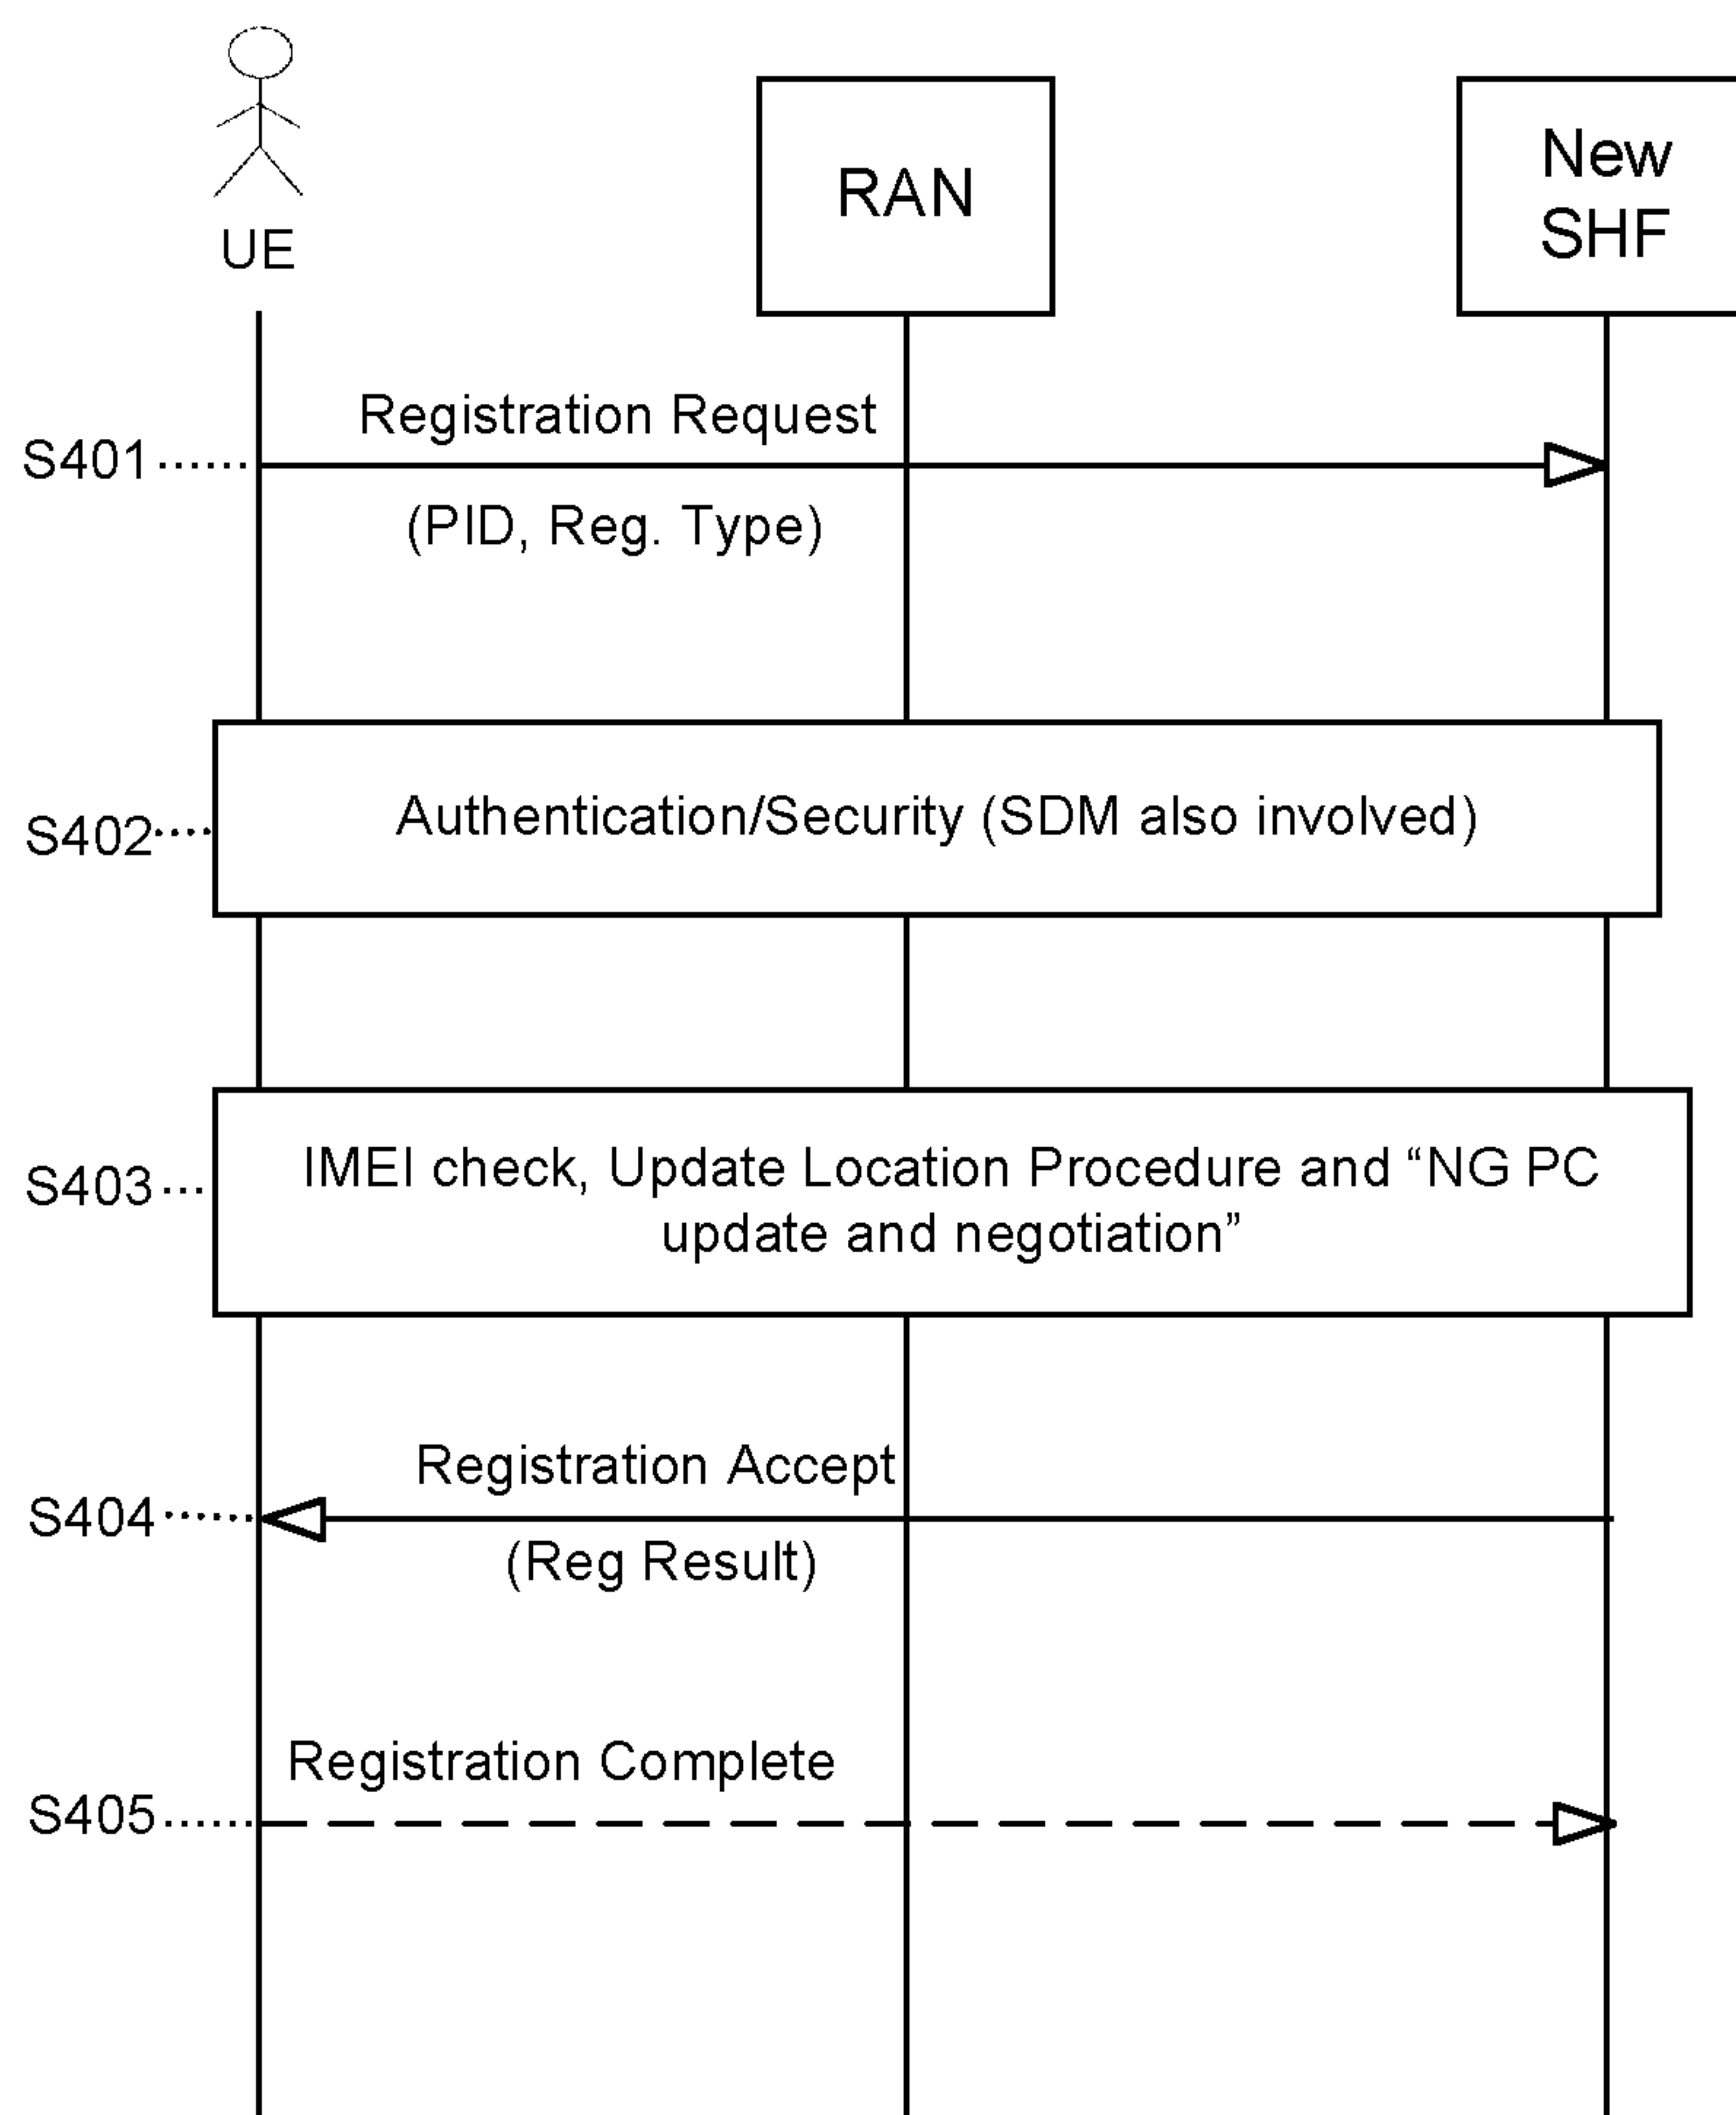 UE
RAN
New
SHF
Registration Request
S401
(PID, Reg. Type)
S402
Authentication/Security (SDM also involved)
S403
IMEI check, Update Location Procedure and “NG PC
update and negotiation”
Registration Accept
S404
(Reg Result)
Registration Complete
S405